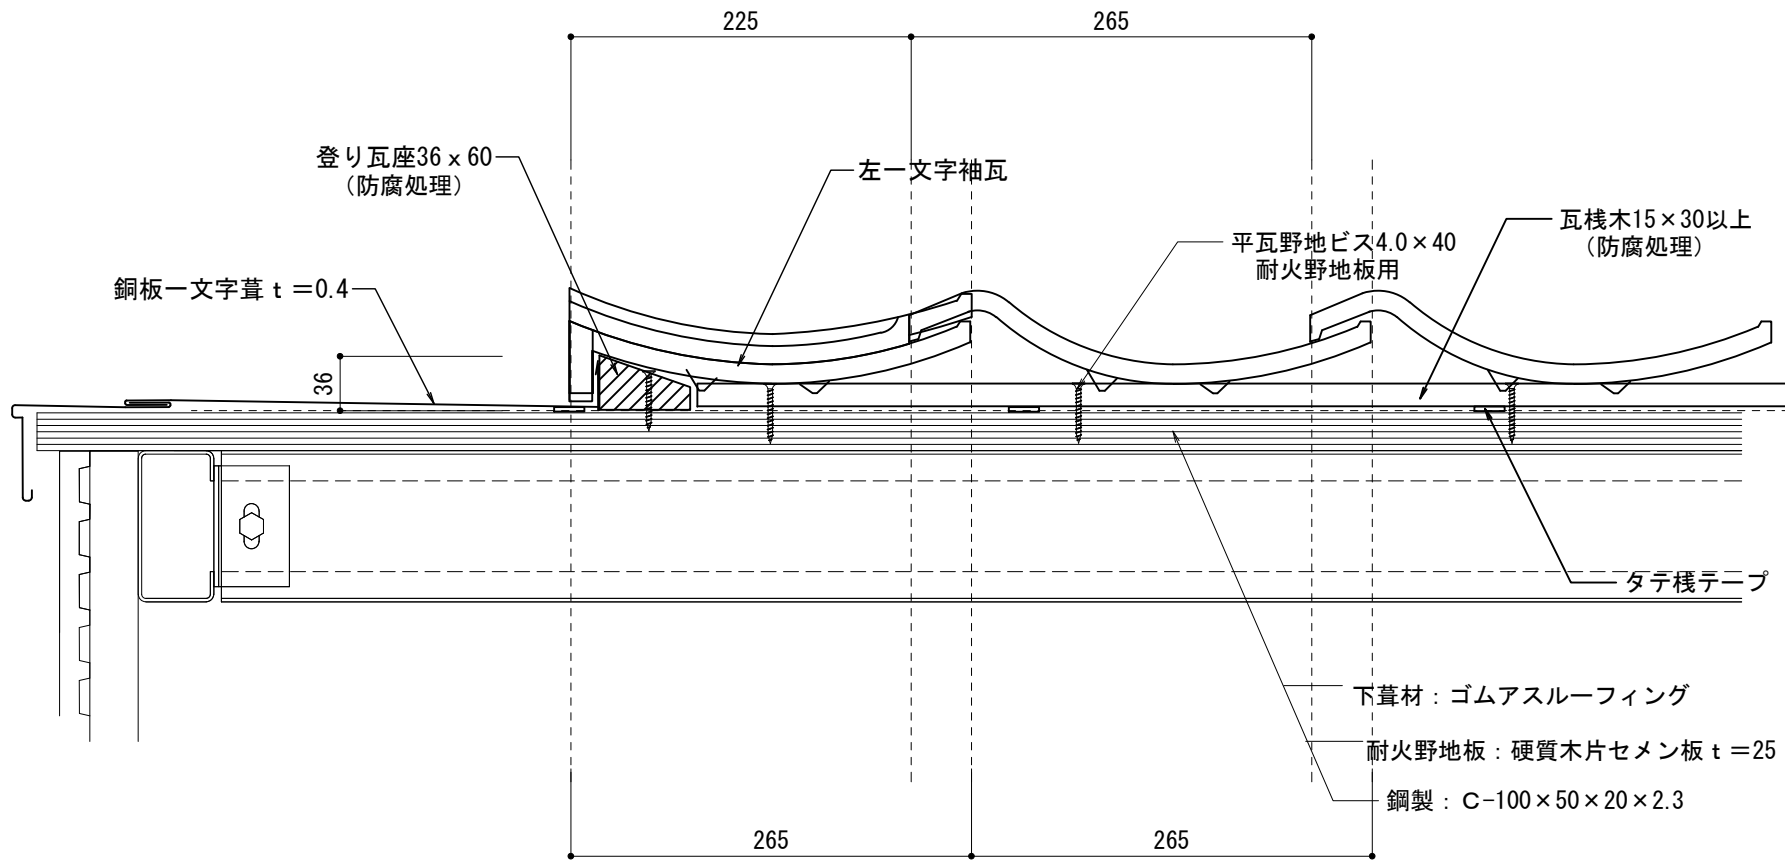 225
265
登り瓦座36ｘ60
（防腐処理）
左一文字袖瓦
瓦桟木15×30以上
（防腐処理）
平瓦野地ビス4.0×40
耐火野地板用
銅板一文字葺ｔ＝0.4
36
タテ桟テープ
下葺材：ゴムアスルーフィング
耐火野地板：硬質木片セメン板ｔ＝25
鋼製：Ｃ-100×50×20×2.3
265
265